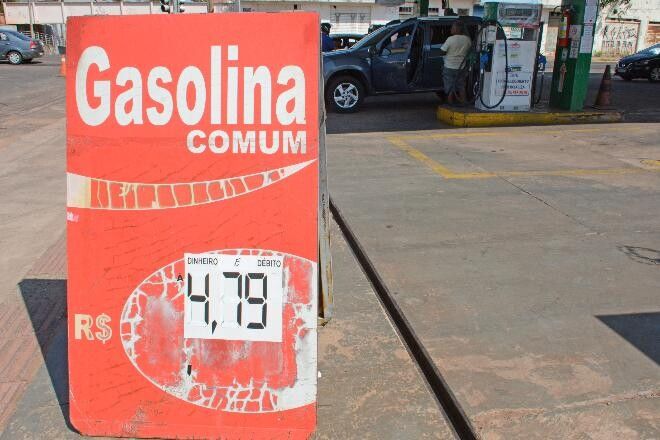 Gasolina
COMUM
DINHEIRO E DÉBITO
A
4,79
R$